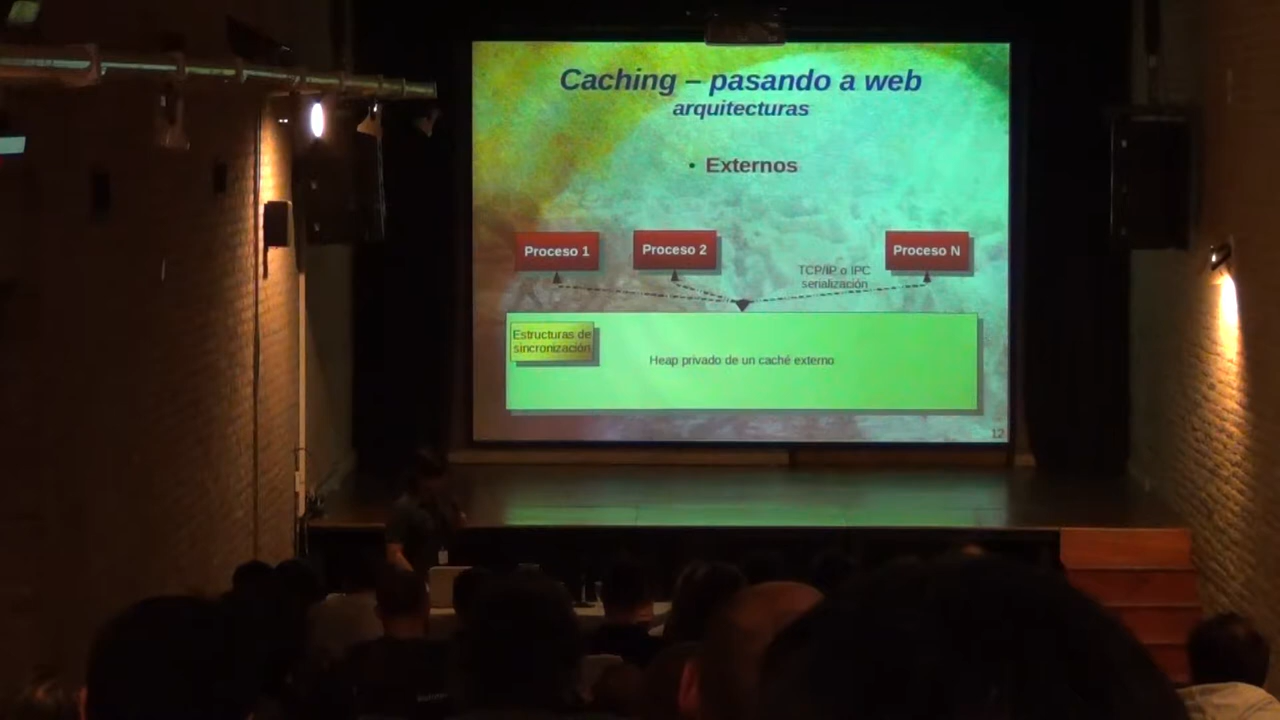 Caching – pasando a web
arquitecturas
• Externos
Proceso 1
Proceso 2
Proceso N
TCP/IP o IPC
serialización
Estructuras de
sincronización
Heap privado de un caché externo
12